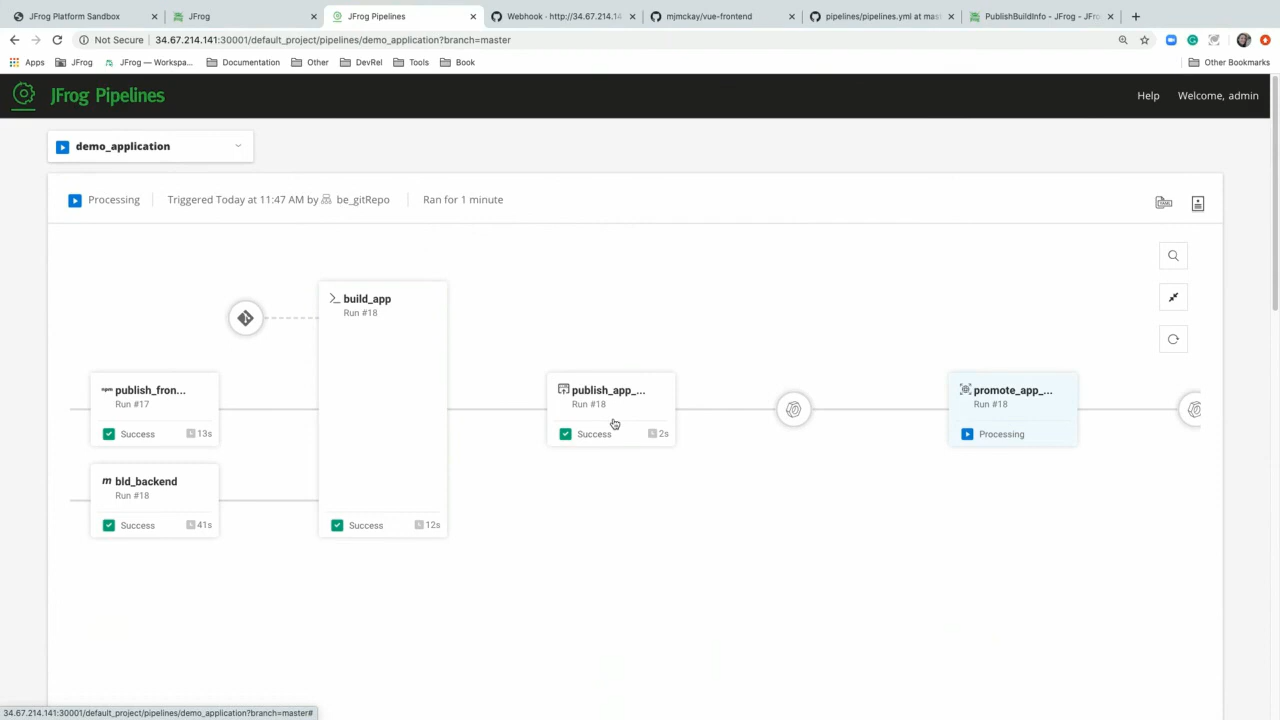 JFrog Platform Sandbox
JFrog
JFrog Pipelines
Webhook · http://34.67.214.14
mjmckay/vue-frontend
pipelines/pipelines.yml at mas
PublishBuildInfo - JFrog - JFro
Not Secure
34.67.214.141:30001/default_project/pipelines/demo_application?branch=master
Apps
JFrog
JFrog — Workspa...
Documentation
Other
DevRel
Tools
Book
Other Bookmarks
JFrog Pipelines
Help
Welcome, admin
demo_application
Processing
Triggered Today at 11:47 AM by be_gitRepo
Ran for 1 minute
build_app
Run #18
publish_fron...
Run #17
Success
13s
publish_app_...
Run #18
Success
2s
promote_app_...
Run #18
Processing
bld_backend
Run #18
Success
41s
Success
12s
34.67.214.141:30001/default_project/pipelines/demo_application?branch=master#